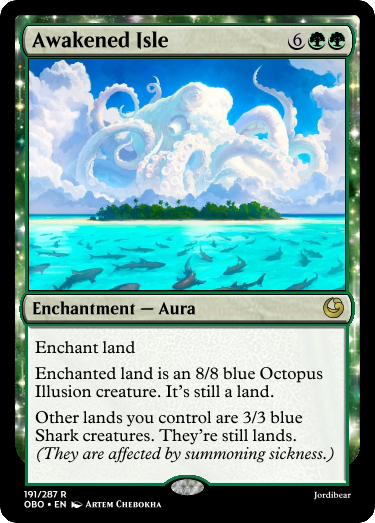 Awakened Isle 6
Enchantment — Aura
Enchant land
Enchanted land is an 8/8 blue Octopus
Illusion creature. It's still a land.
Other lands you control are 3/3 blue
Shark creatures. They're still lands.
(They are affected by summoning sickness.)
191/287 R
OBO • EN Artem Chebokha
Jordibear